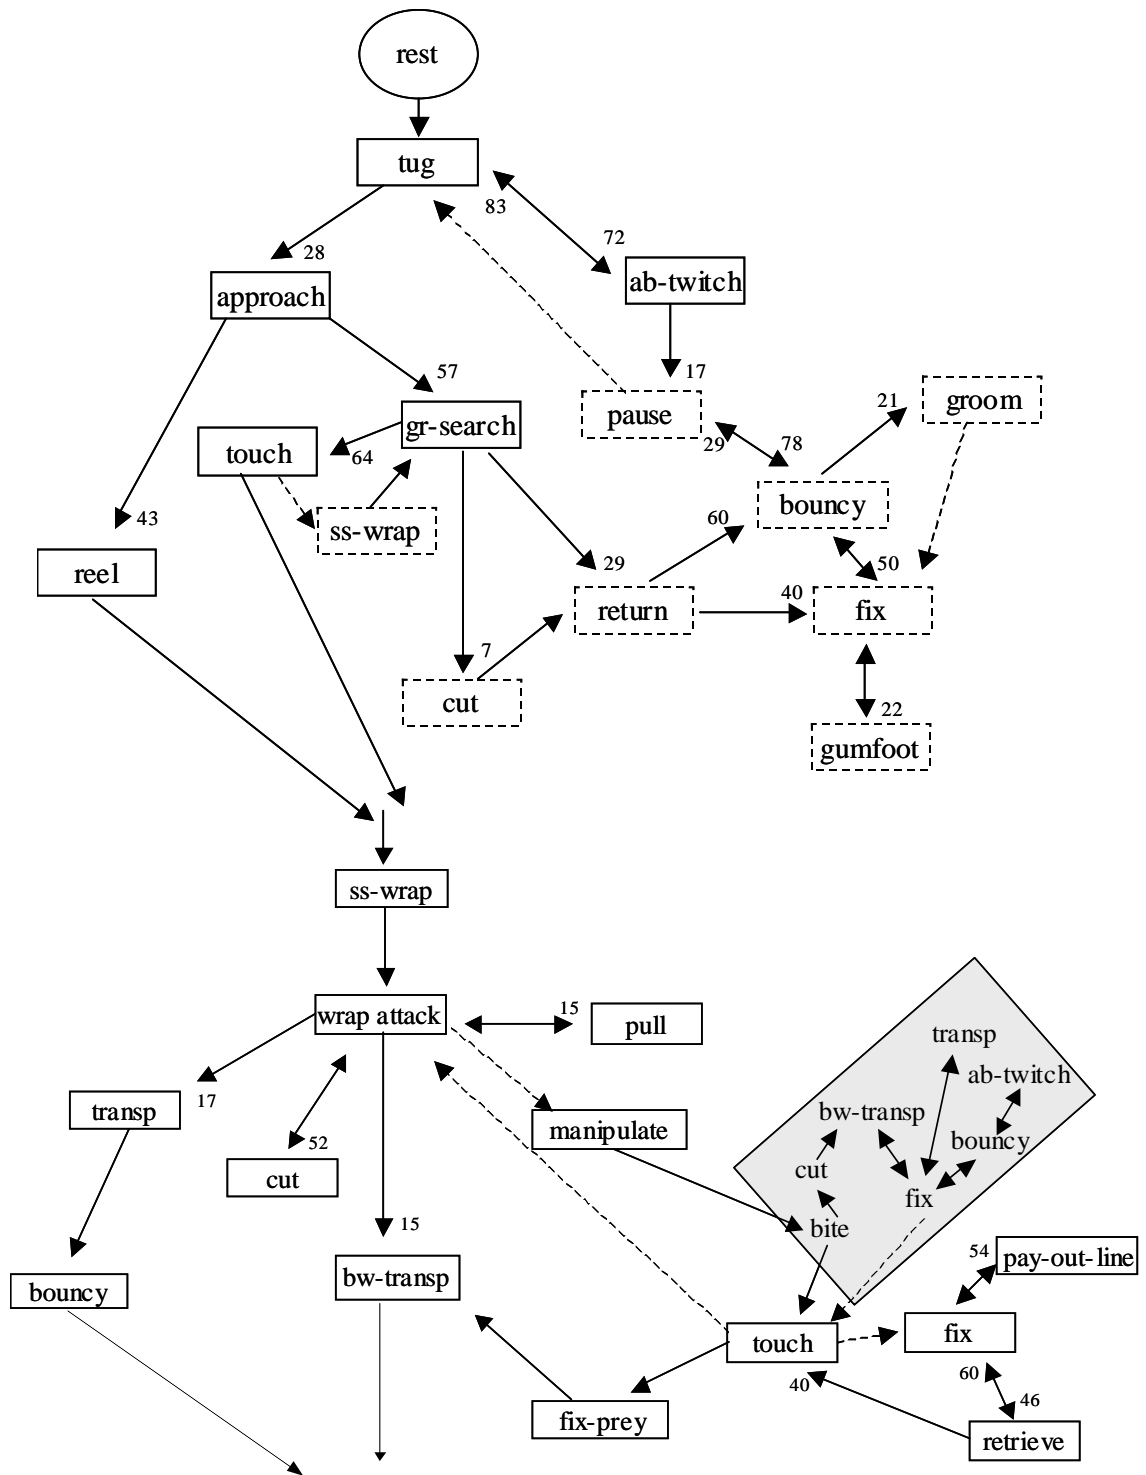 rest
tug
83
72
28
ab-twitch
approach
57
17
groom
21
pause
gr-search
29
78
touch
64
bouncy
ss-wrap
60
43
29
50
reel
40
return
fix
7
cut
22
gumfoot
ss-wrap
wrap attack
15
pull
transp
ab-twitch
17
transp
bw-transp
manipulate
bouncy
52
cut
cut
fix
15
bite
54
pay-out-line
bw-transp
bouncy
fix
touch
60
40
46
fix-prey
retrieve